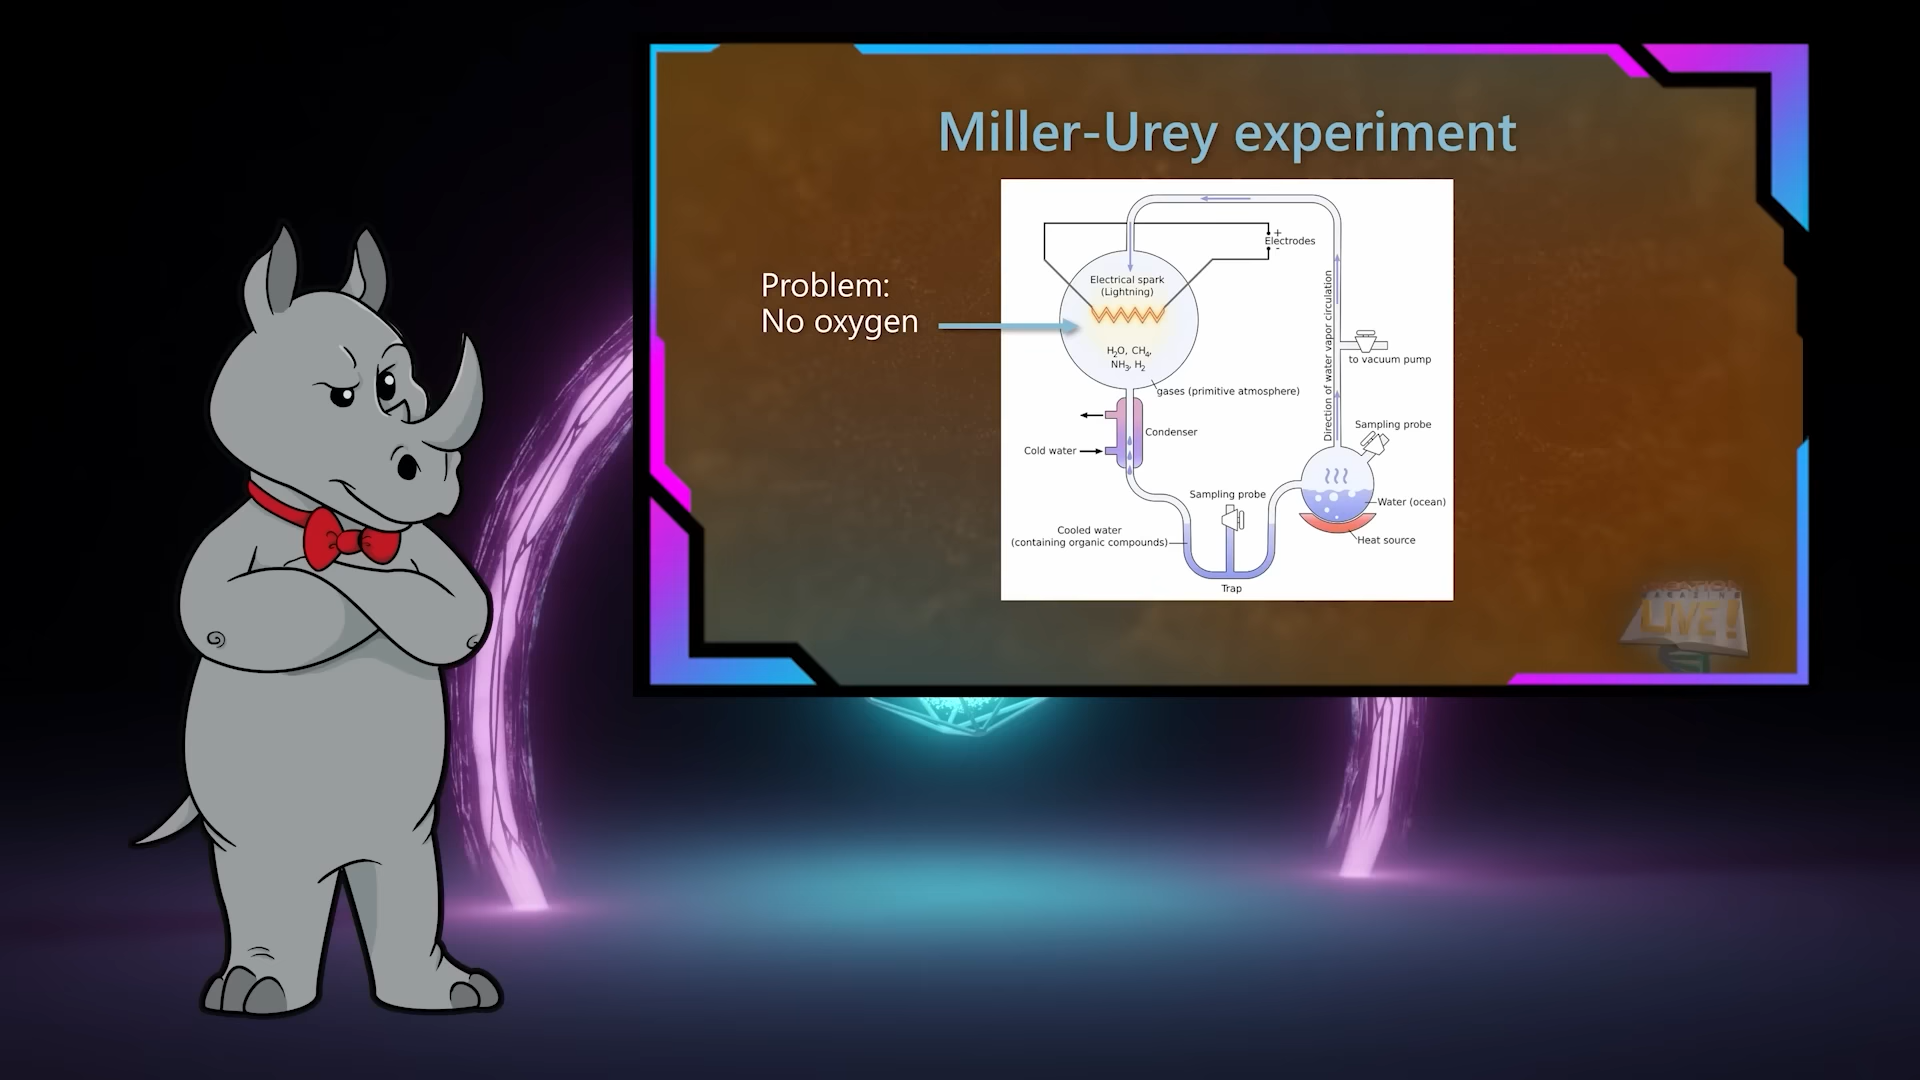 Miller-Urey experiment
Problem:
No oxygen
+
Electrodes
-
Electrical spark
(Lightning)
H₂O, CH₄,
NH₃, H₂
gases (primitive atmosphere)
Direction of water vapor circulation
to vacuum pump
Condenser
Cold water
Sampling probe
Sampling probe
Water (ocean)
Heat source
Cooled water
(containing organic compounds)
Trap
LIVE!